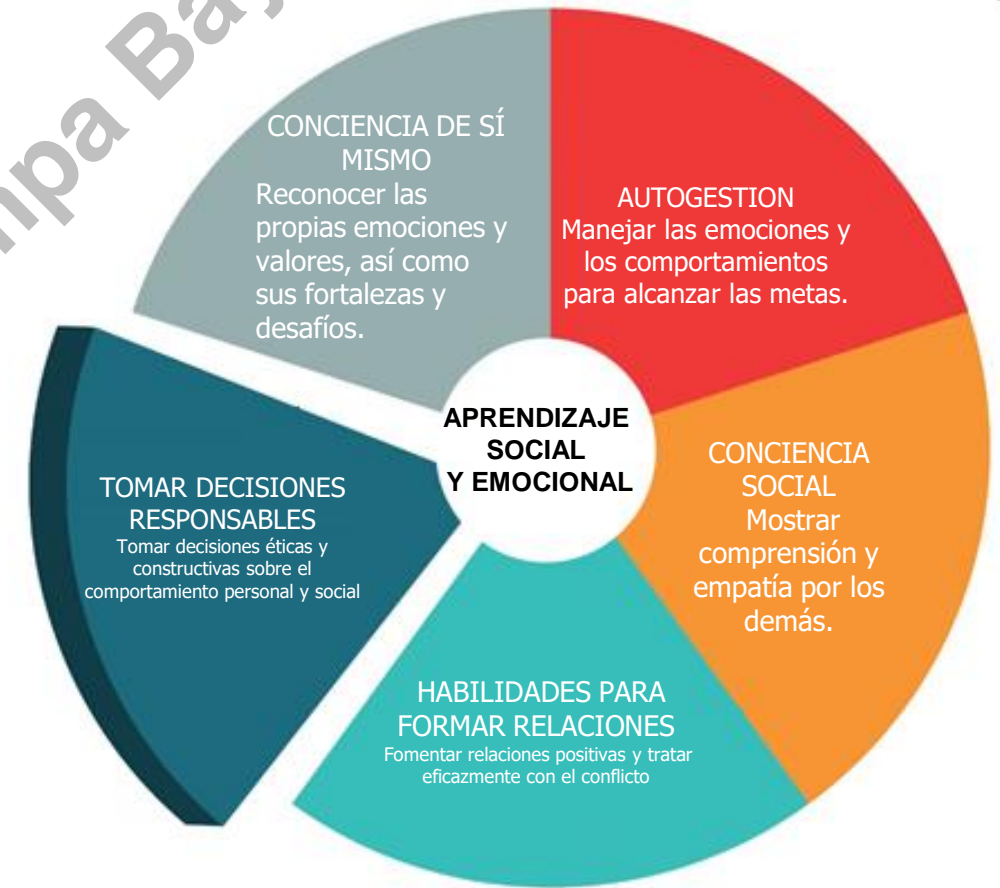 CONCIENCIA DE SÍ
MISMO
Reconocer las
propias emociones y
valores, así como
sus fortalezas y
desafíos.
AUTOGESTION
Manejar las emociones y
los comportamientos
para alcanzar las metas.
APRENDIZAJE
SOCIAL
Y EMOCIONAL
CONCIENCIA
SOCIAL
Mostrar
comprensión y
empatía por los
demás.
TOMAR DECISIONES
RESPONSABLES
Tomar decisiones éticas y
constructivas sobre el
comportamiento personal y social
HABILIDADES PARA
FORMAR RELACIONES
Fomentar relaciones positivas y tratar
eficazmente con el conflicto